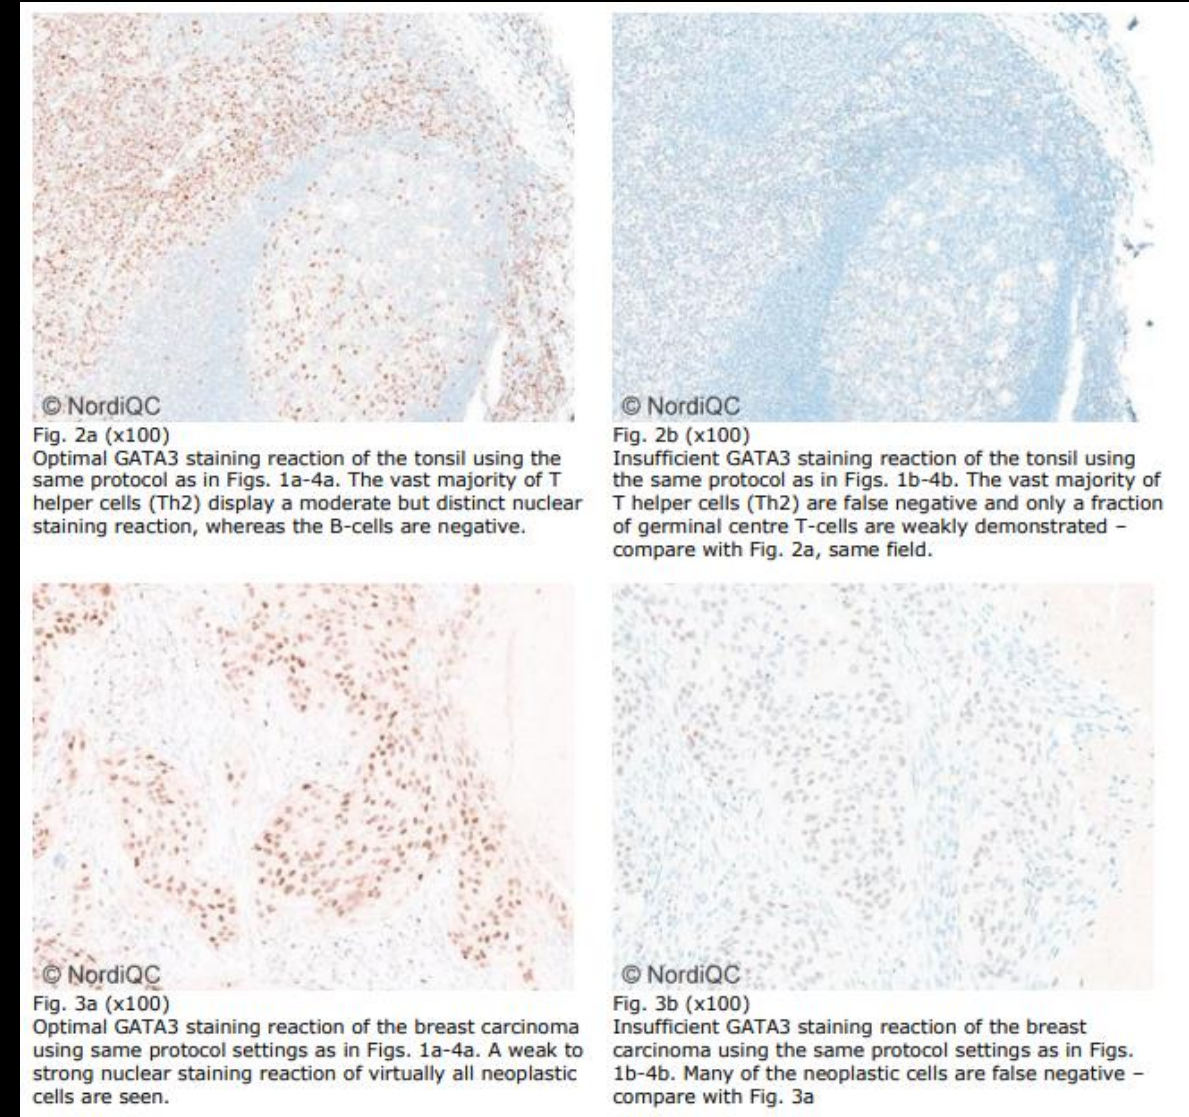 © NordiQC
Fig. 2a (x100)
Optimal GATA3 staining reaction of the tonsil using the
same protocol as in Figs. 1a-4a. The vast majority of T
helper cells (Th2) display a moderate but distinct nuclear
staining reaction, whereas the B-cells are negative.
© NordiQC
Fig. 2b (x100)
Insufficient GATA3 staining reaction of the tonsil using
the same protocol as in Figs. 1b-4b. The vast majority of
T helper cells (Th2) are false negative and only a fraction
of germinal centre T-cells are weakly demonstrated –
compare with Fig. 2a, same field.
© NordiQC
Fig. 3a (x100)
Optimal GATA3 staining reaction of the breast carcinoma
using same protocol settings as in Figs. 1a-4a. A weak to
strong nuclear staining reaction of virtually all neoplastic
cells are seen.
© NordiQC
Fig. 3b (x100)
Insufficient GATA3 staining reaction of the breast
carcinoma using the same protocol settings as in Figs.
1b-4b. Many of the neoplastic cells are false negative –
compare with Fig. 3a